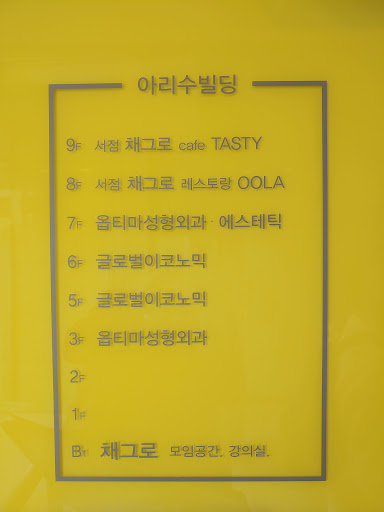 아리수빌딩
9F 서점 채그로 cafe TASTY
8F 서점 채그로 레스토랑 OOLA
7F 옵티마성형외과 · 에스테틱
6F 글로벌이코노믹
5F 글로벌이코노믹
3F 옵티마성형외과
2F
1F
B1 채그로 모임공간. 강의실.